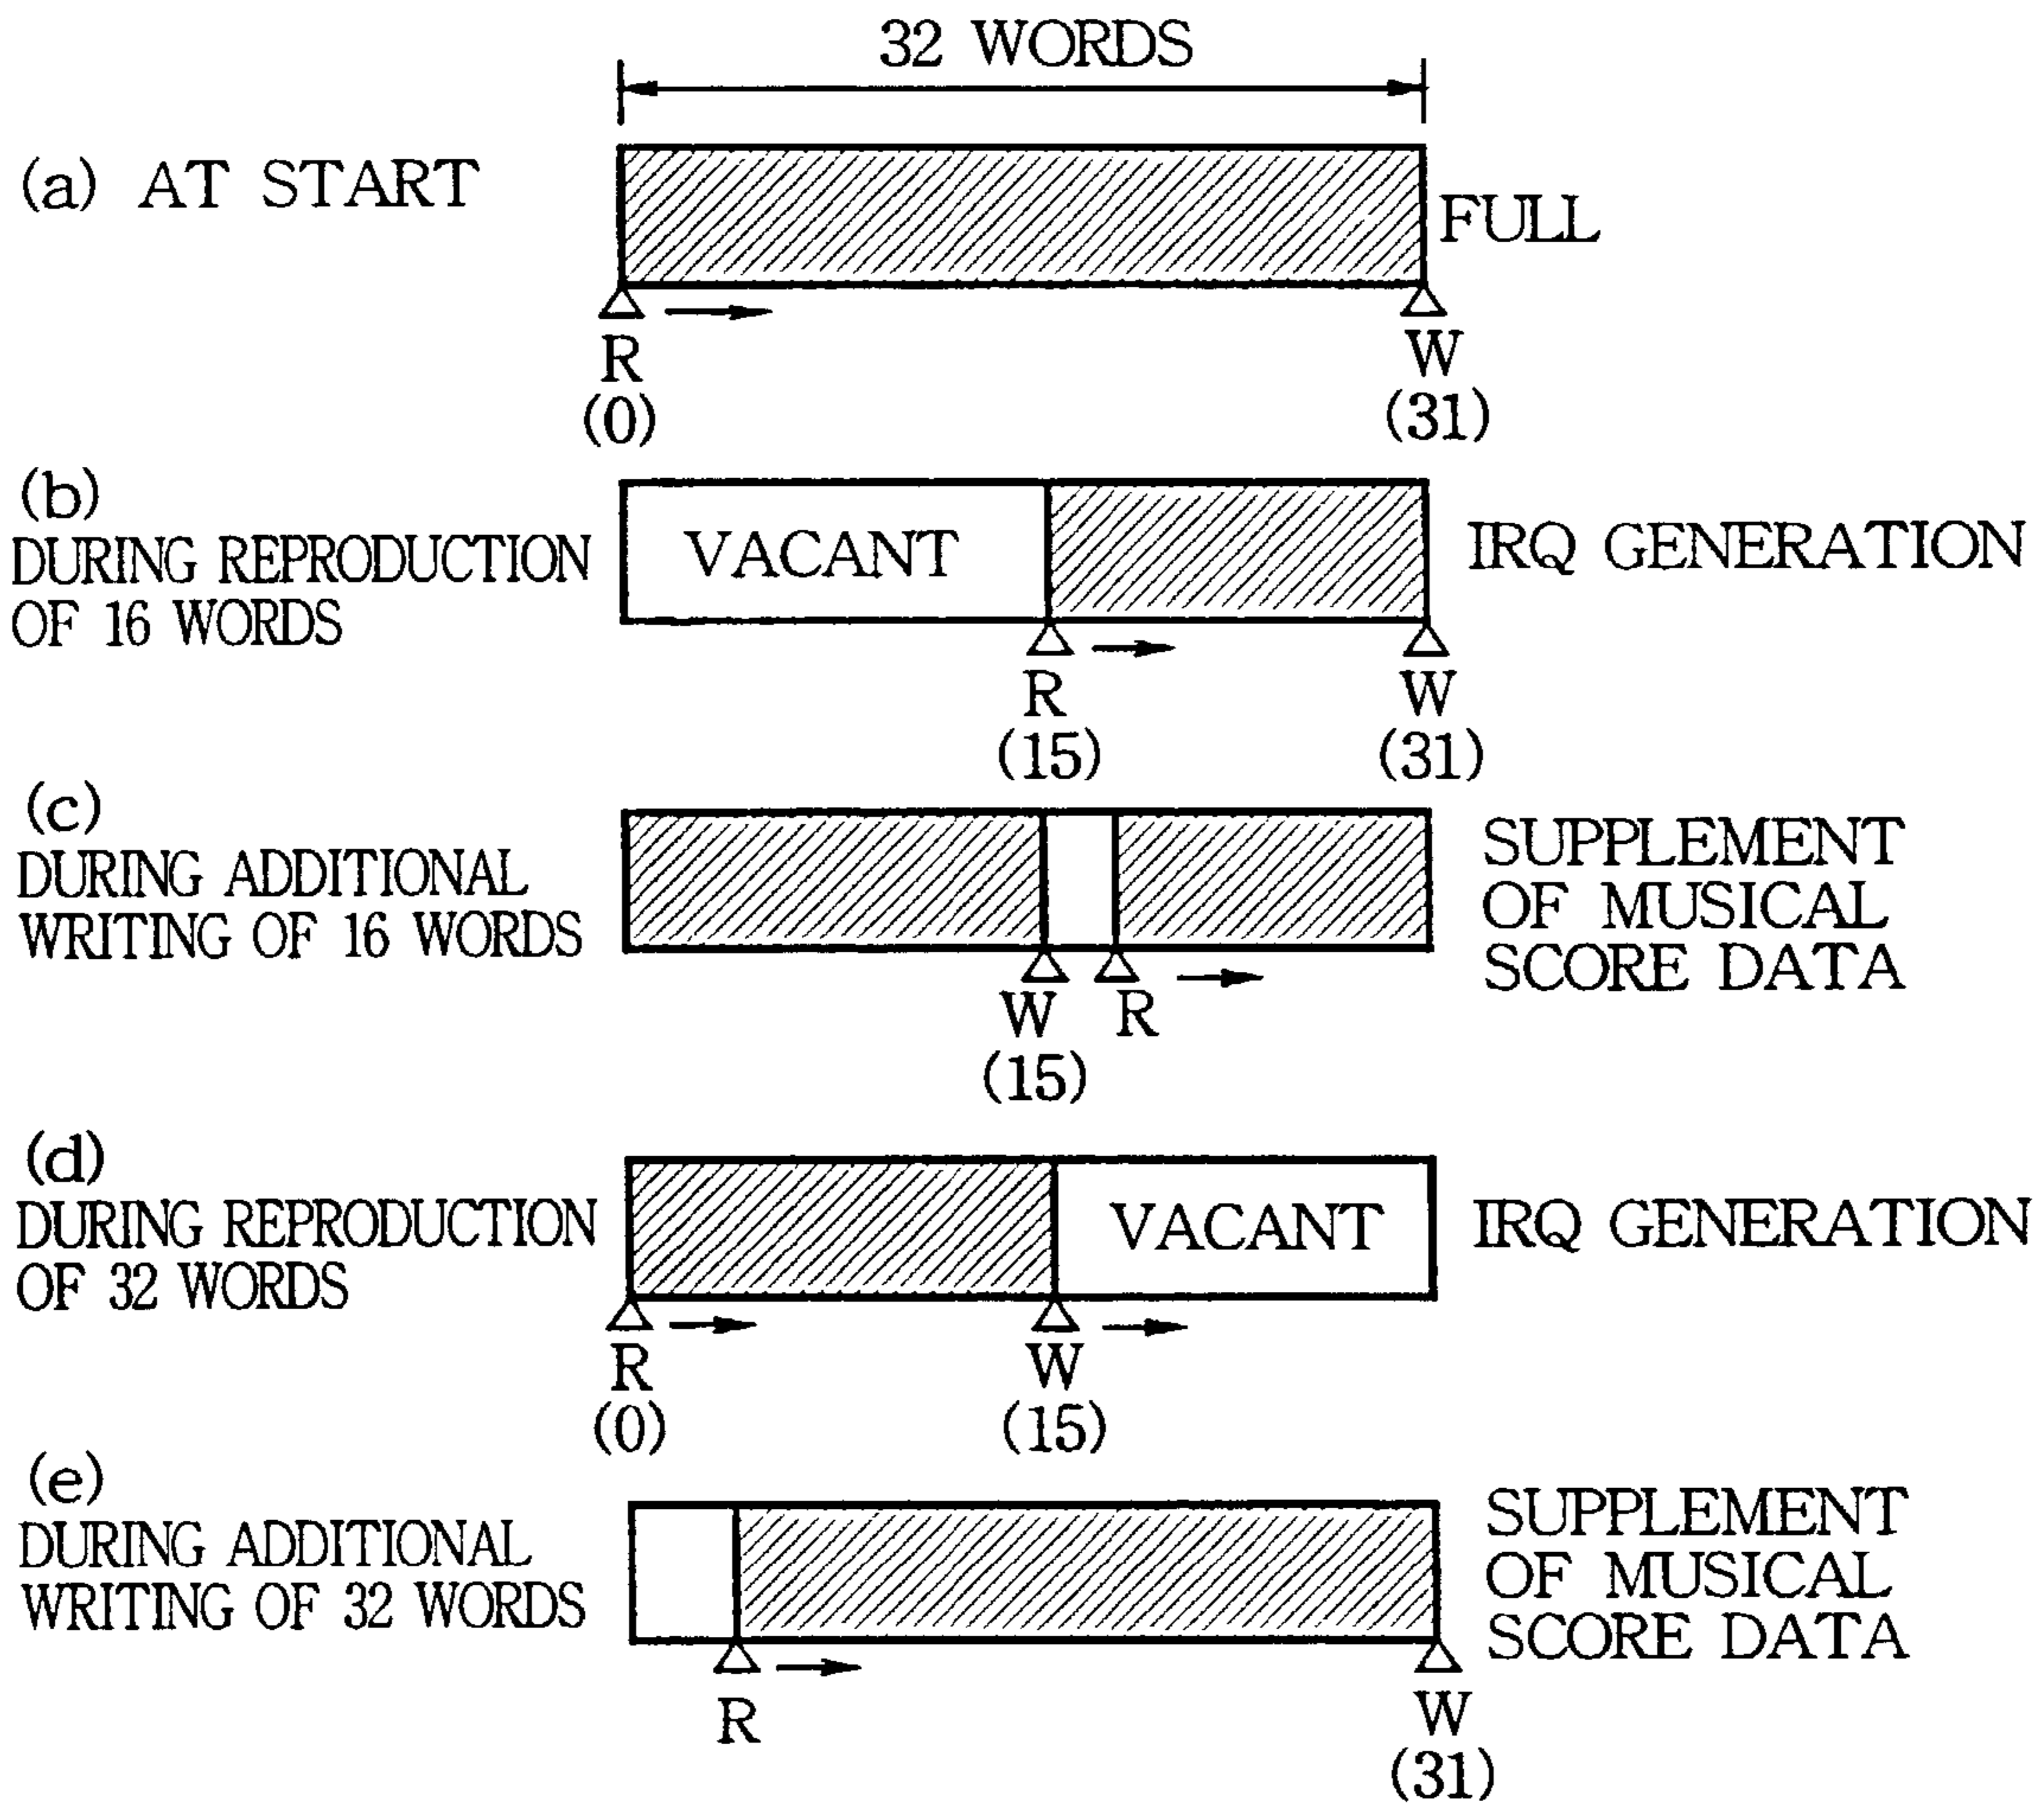 32 WORDS
(a) AT START
FULL
R
(0)
W
(31)
(b)
DURING REPRODUCTION
OF 16 WORDS
VACANT
IRQ GENERATION
R
(15)
W
(31)
(c)
DURING ADDITIONAL
WRITING OF 16 WORDS
SUPPLEMENT
OF MUSICAL
SCORE DATA
W
(15)
R
(d)
DURING REPRODUCTION
OF 32 WORDS
VACANT
IRQ GENERATION
R
(0)
W
(15)
(e)
DURING ADDITIONAL
WRITING OF 32 WORDS
SUPPLEMENT
OF MUSICAL
SCORE DATA
R
W
(31)